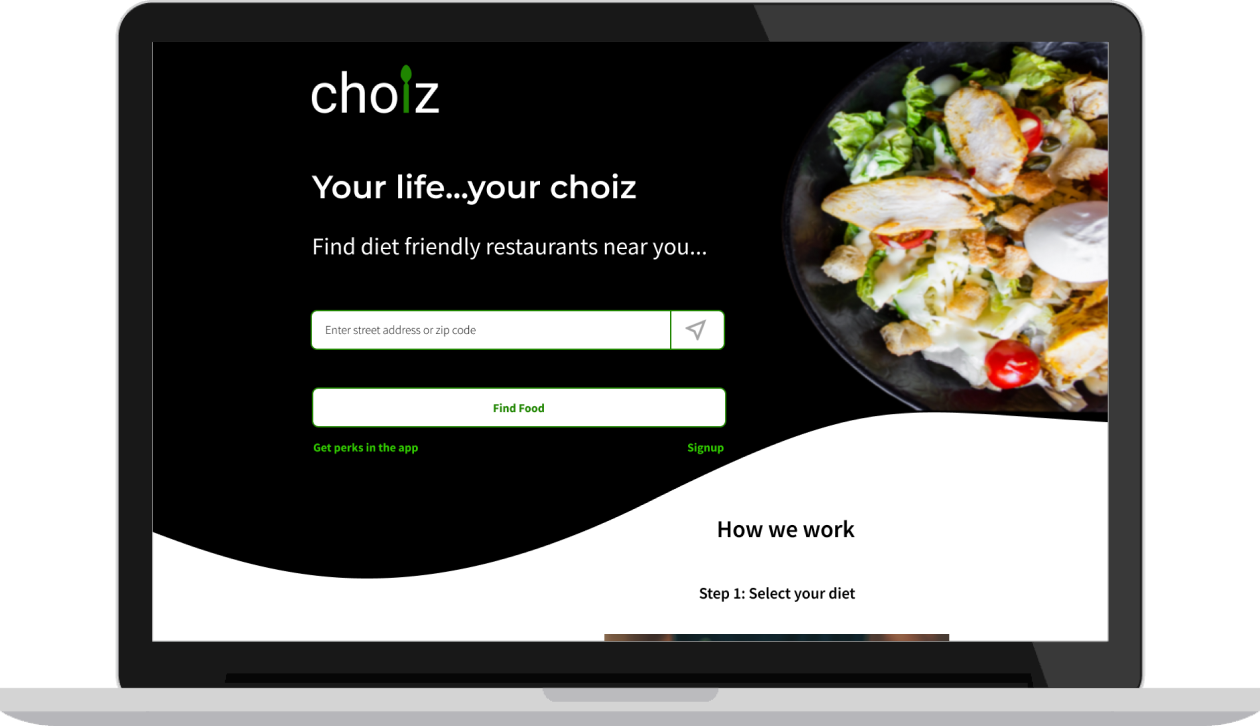 choiz
Your life...your choiz
Find diet friendly restaurants near you...
Enter street address or zip code
Find Food
Get perks in the app
Signup
How we work
Step 1: Select your diet